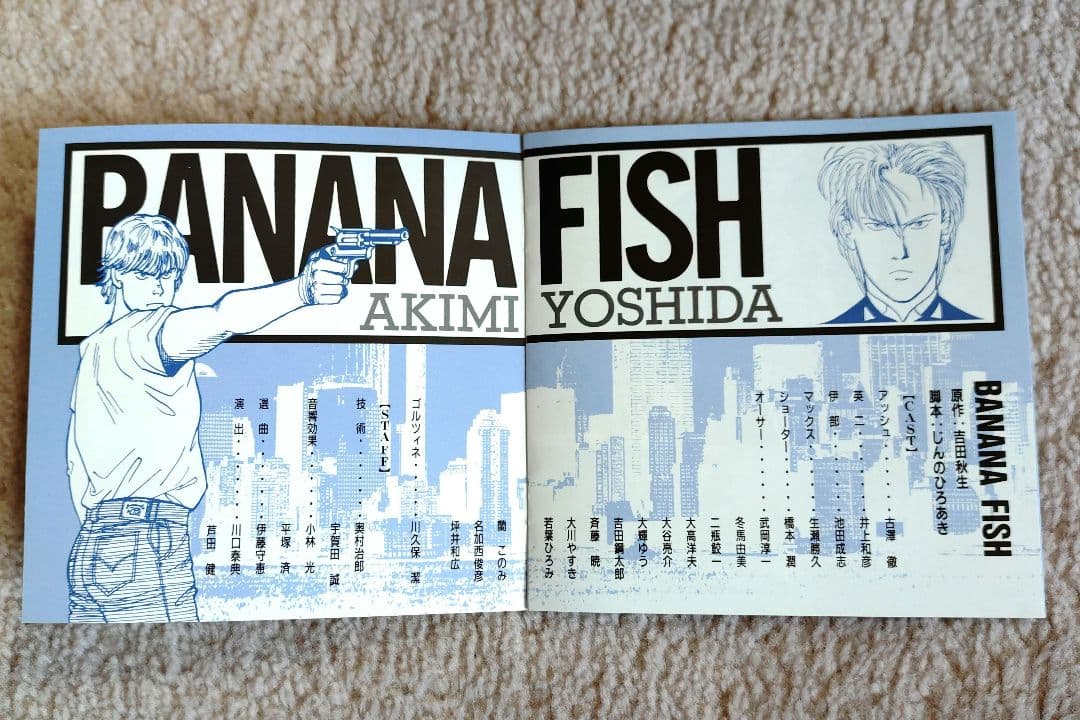 BANANA FISH
AKIMI YOSHIDA
BANANA FISH
原作：吉田秋生
脚本：じんのひろあき
【CAST】
アッシュ・・・・・・古澤 徹
英二・・・・・・井上和彦
伊部・・・・・・池田成志
マックス・・・・・・生瀬勝久
ショーター・・・・・・橋本 潤
オーサー・・・・・・武岡淳一
冬馬由美
二瓶鮫一
大高洋夫
大谷亮介
大輝ゆう
吉田鋼太郎
斉藤 暁
大川やすき
若葉ひろみ
蘭 このみ
名加西俊彦
坪井和広
ゴルツィネ・・・・・・川久保 潔
【STAFF】
技術・・・・・・奥村治郎
宇賀田 誠
音響効果・・・・・・小林 光
平塚 済
選曲・・・・・・伊藤守恵
演出・・・・・・川口泰典
芦田 健